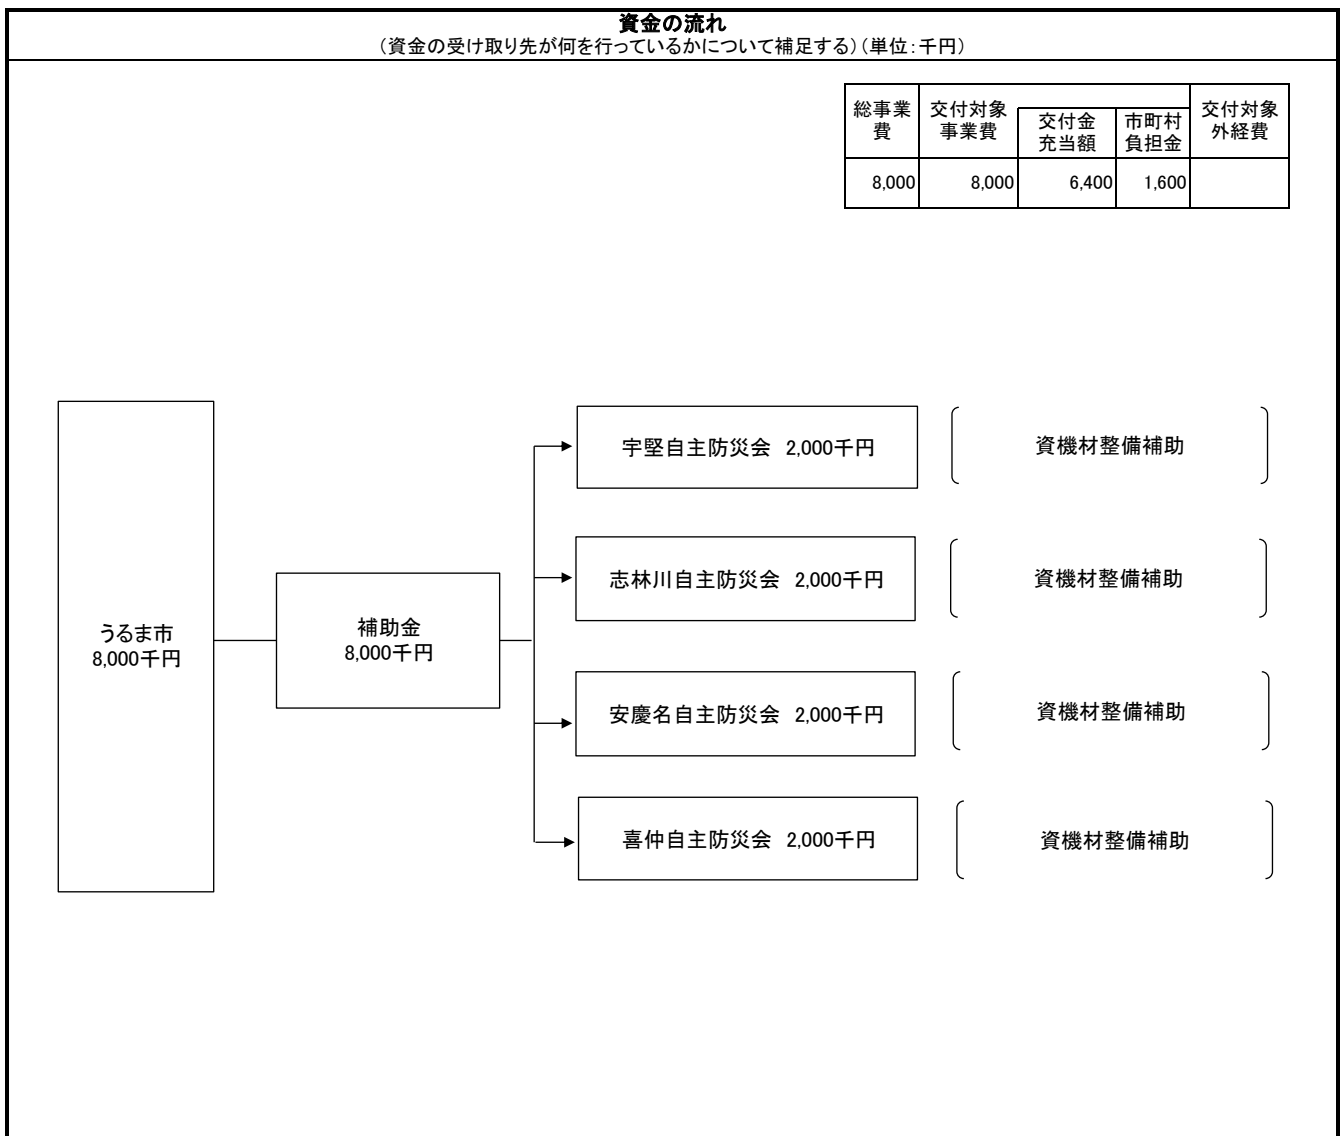 資金の流れ
（資金の受け取り先が何を行っているかについて補足する）（単位：千円）
総事業
費
交付対象
事業費
交付金
充当額
市町村
負担金
交付対象
外経費
8,000 8,000 6,400 1,600
うるま市
8,000千円
補助金
8,000千円
宇堅自主防災会 2,000千円
資機材整備補助
志林川自主防災会 2,000千円
資機材整備補助
安慶名自主防災会 2,000千円
資機材整備補助
喜仲自主防災会 2,000千円
資機材整備補助